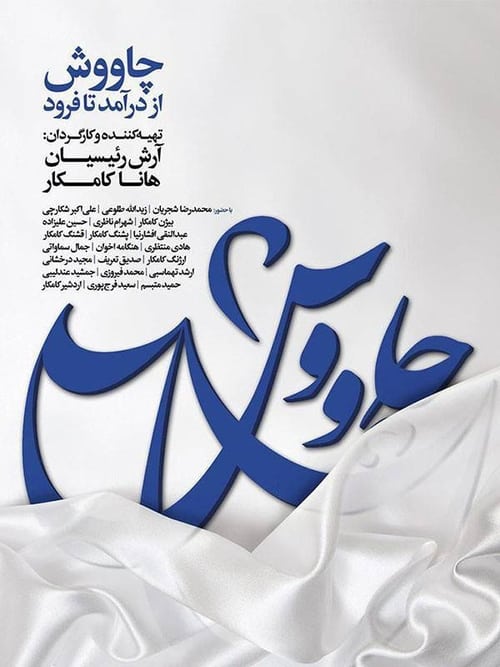 چاووش
از درآمد تا فرود
تهیه‌کننده و کارگردان:
آرش رئیسیان
هانا کامکار
با حضور: محمدرضا شجریان | زیدالله طلوعی | علی‌اکبر شکارچی
بیژن کامکار | شهرام ناظری | حسین علیزاده
عبدالنقی افشارنیا | پشنگ کامکار | قشنگ کامکار
هادی منتظری | هنگامه اخوان | جمال سماواتی
ارژنگ کامکار | صدیق تعریف | مجید درخشانی
ارشد تهماسبی | محمد فیروزی | جمشید عندلیبی
حمید متبسم | سعید فرج‌پوری | اردشیر کامکار
چاووش